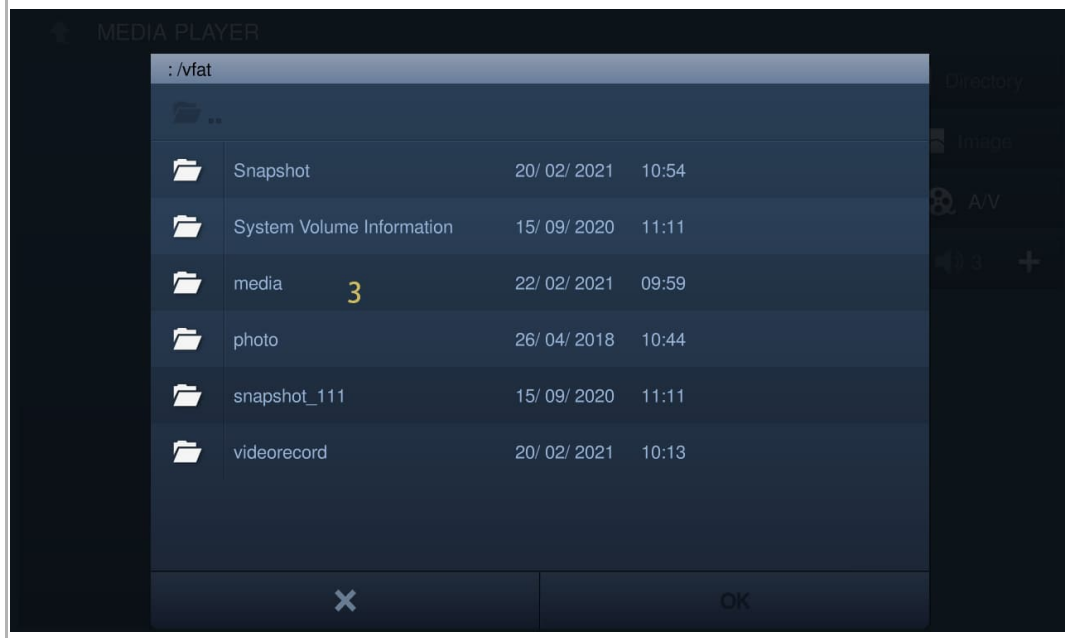 MEDIA PLAYER
: /vfat
Directory
..
Image
Snapshot 20/ 02/ 2021 10:54
A/V
System Volume Information 15/ 09/ 2020 11:11
3 +
media 3 22/ 02/ 2021 09:59
photo 26/ 04/ 2018 10:44
snapshot_111 15/ 09/ 2020 11:11
videorecord 20/ 02/ 2021 10:13
OK